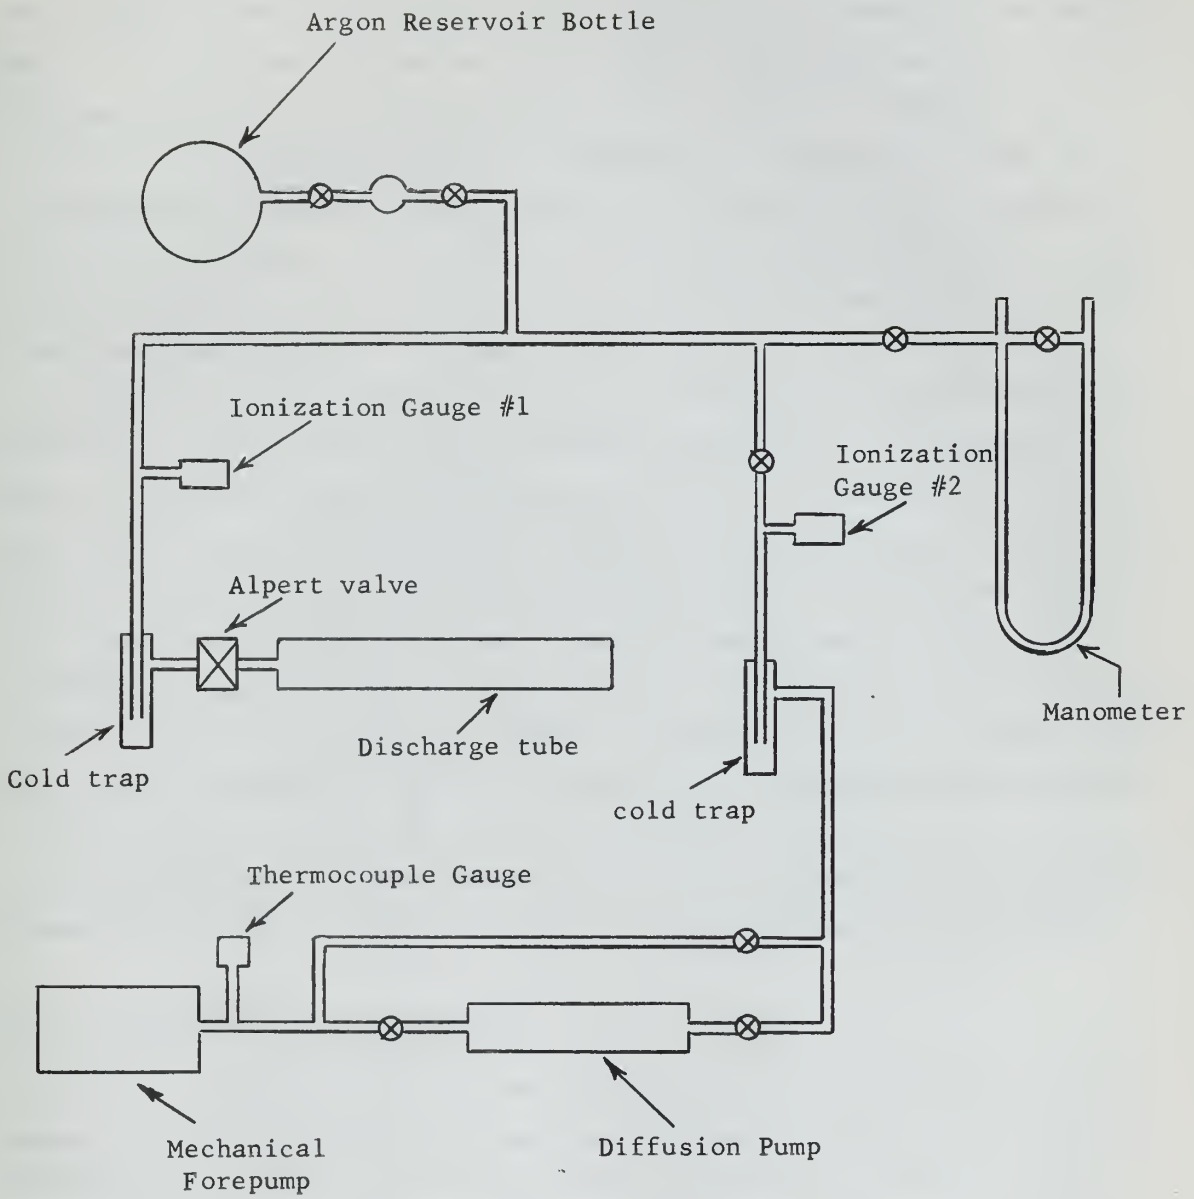 Argon Reservoir Bottle
Ionization Gauge #1
Ionization
Gauge #2
Alpert valve
Manometer
Discharge tube
Cold trap
cold trap
Thermocouple Gauge
Mechanical
Forepump
Diffusion Pump